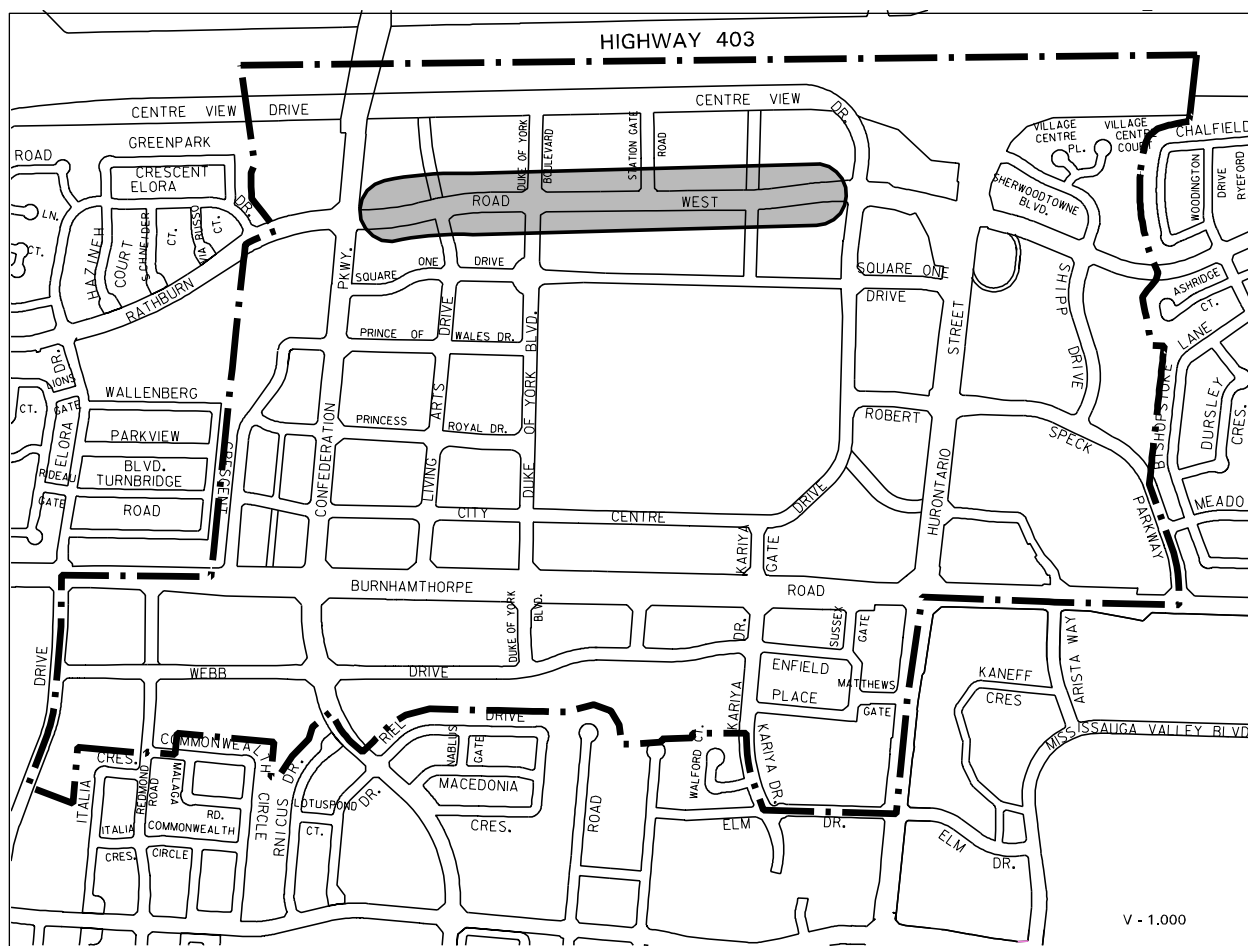 HIGHWAY 403
CENTRE VIEW DRIVE
CENTRE VIEW DR.
GREENPARK
CRESCENT
ELORA
DR.
ROAD
LN.
CT.
HAZINEH
COURT
SCHNEIDER
CT.
VIA RUSSO
CT.
RATHBURN
ROAD
WEST
DUKE OF YORK
BOULEVARD
STATION GATE
ROAD
VILLAGE
CENTRE
PL.
VILLAGE
CENTRE
COURT
CHALFIELD
WOODINGTON
DRIVE
RYEFORD
SHERWOODTOWNE
BLVD.
PKWY.
SQUARE ONE DRIVE
SQUARE ONE
DRIVE
SHIPP
DRIVE
ASHRIDGE
CT.
LANE
PRINCE OF
WALES DR.
DRIVE
BLVD.
STREET
DR.
LIONS
GATE
CT.
WALLENBERG
PARKVIEW
BLVD.
TURNBRIDGE
ROAD
ELORA
RIDEAU
GATE
CRESCENT
CONFEDERATION
PRINCESS
ROYAL DR.
ARTS
LIVING
OF YORK
DUKE
ROBERT
SPECK
PARKWAY
BISHOPSTOKE
DURSLEY
CRES.
MEADO
CITY
CENTRE
DRIVE
KARIYA
GATE
HURONTARIO
BURNHAMTHORPE
ROAD
DUKE OF YORK
BLVD.
DR.
KARIYA
SUSSEX
GATE
ENFIELD
PLACE
MATTHEWS
GATE
ARISTA WAY
KANEFF
CRES
MISSISSAUGA VALLEY BLVD
DRIVE
WEBB
DRIVE
COMMONWEALTH
CIRCLE
CRES.
ITALIA
REDMOND
ROAD
MALAGA
RD.
ITALIA
COMMONWEALTH
CRES.
CIRCLE
DR.
LOTUSPOND
CT.
DR.
RIEL
DRIVE
NABLUS
GATE
MACEDONIA
CRES.
ROAD
WALFORD
CT.
KARIYA DR.
ELM
DR.
ELM
DR.
V - 1.000